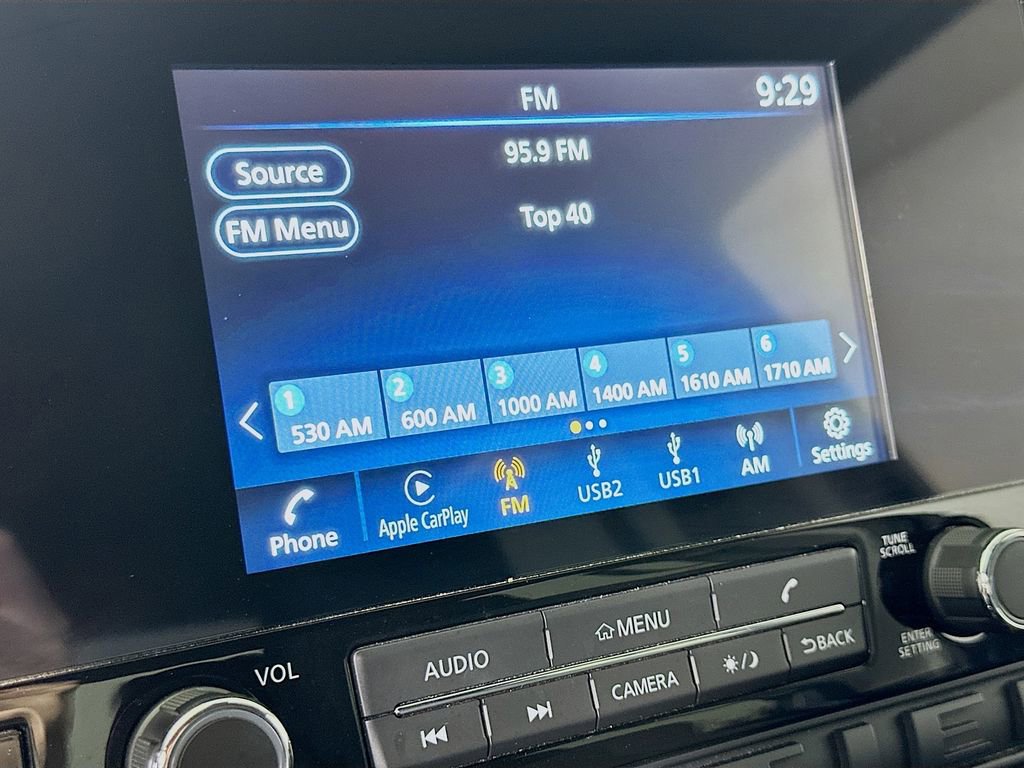 FM
9:29
95.9 FM
Source
FM Menu
Top 40
1
530 AM
2
600 AM
3
1000 AM
4
1400 AM
5
1610 AM
6
1710 AM
Phone
Apple CarPlay
FM
USB2
USB1
AM
Settings
TUNE
SCROLL
VOL
AUDIO
MENU
BACK
CAMERA
ENTER
SETTING